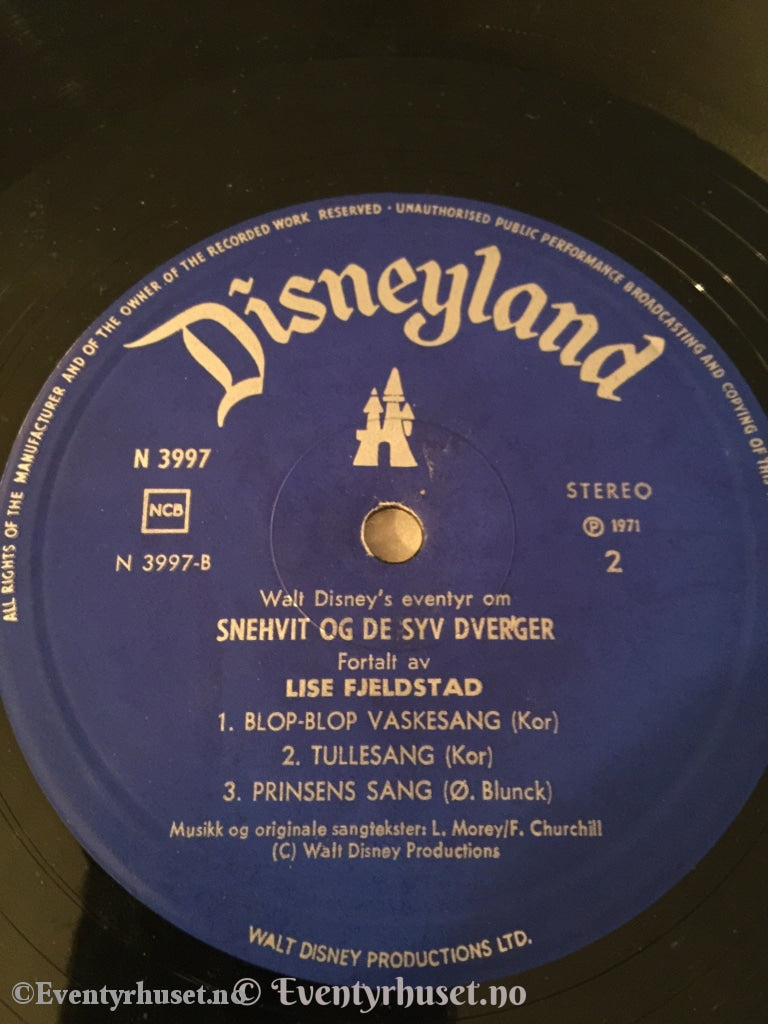 ALL RIGHTS OF THE MANUFACTURER AND OF THE OWNER OF THE RECORDED WORK RESERVED · UNAUTHORISED PUBLIC PERFORMANCE BROADCASTING AND COPYING OF THIS
Disneyland
N 3997
NCB
N 3997-B
STEREO
Ⓟ 1971
2
Walt Disney's eventyr om
SNEHVIT OG DE SYV DVERGER
Fortalt av
LISE FJELDSTAD
1. BLOP-BLOP VASKESANG (Kor)
2. TULLESANG (Kor)
3. PRINSENS SANG (Ø. Blunck)
Musikk og originale sangtekster: L. Morey/F. Churchill
(C) Walt Disney Productions
WALT DISNEY PRODUCTIONS LTD.
©Eventyrhuset.no © Eventyrhuset.no